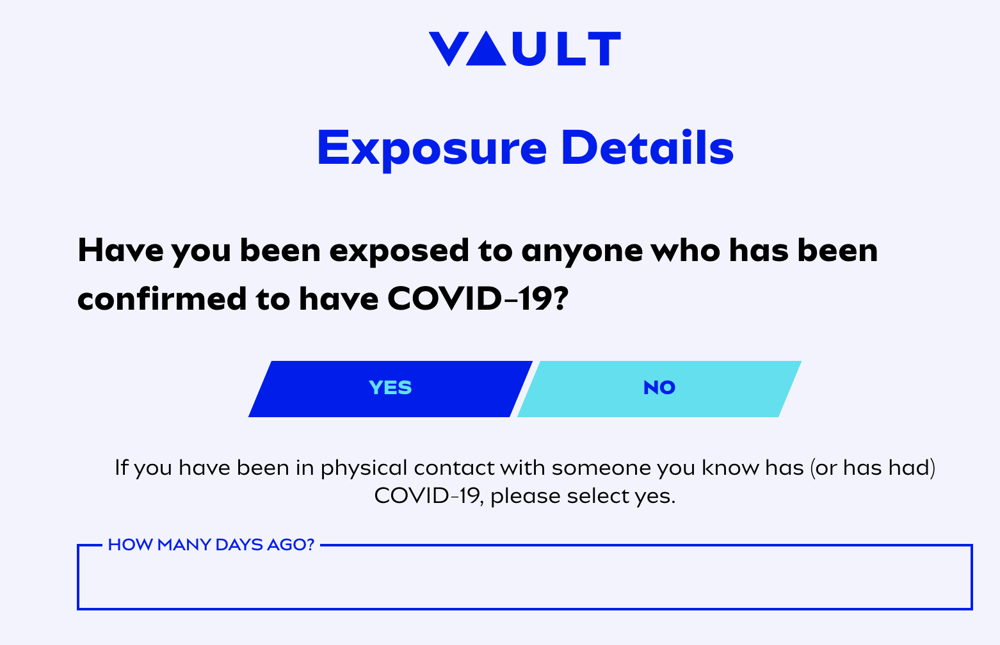 VAULT
Exposure Details
Have you been exposed to anyone who has been
confirmed to have COVID-19?
YES
NO
If you have been in physical contact with someone you know has (or has had)
COVID-19, please select yes.
HOW MANY DAYS AGO?